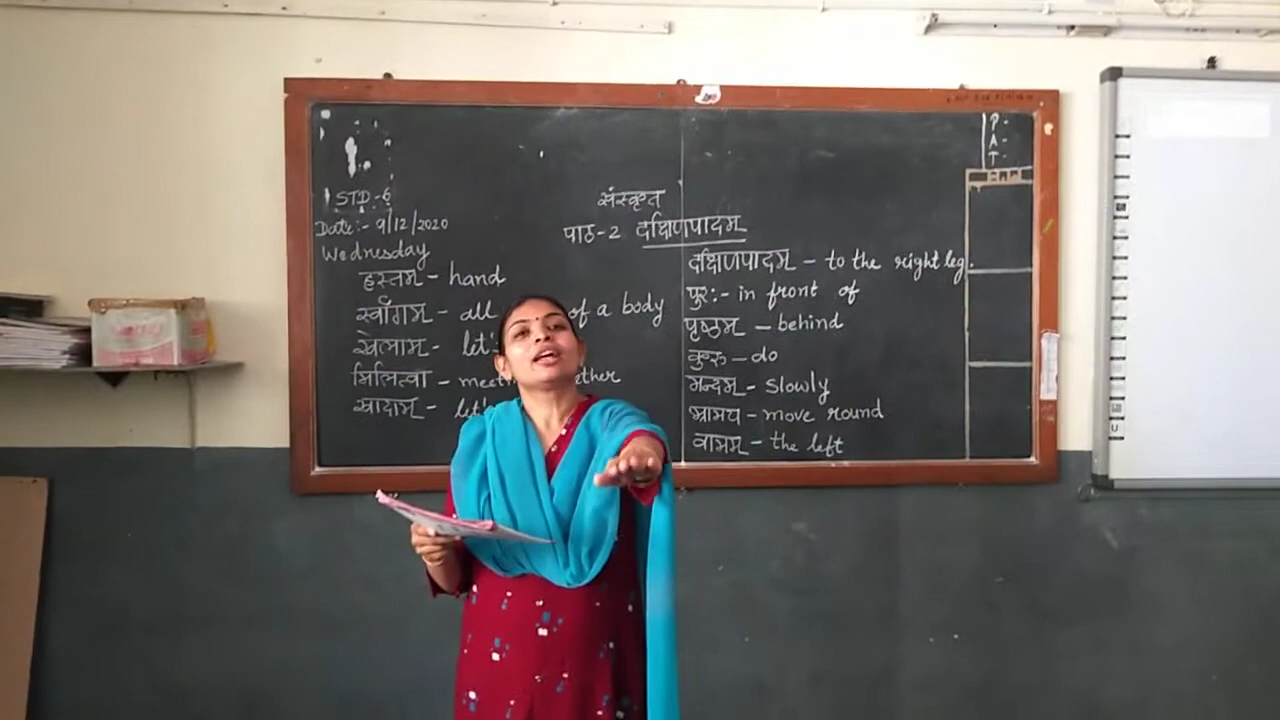 STD-6
Date:- 9/12/2020
Wednesday
संस्कृत
पाठ-2 दक्षिणपादम्
हस्तम् - hand
सर्वांगम् - all of a body
खेलाम - let's
मिलित्वा - meeting
खादाम - let's
दक्षिणपादम् - to the right leg.
पुरः- in front of
पृष्ठम् - behind
कुरु - do
मन्दम् - slowly
भ्रामय - move round
वामम् - the left
P-
A-
T-